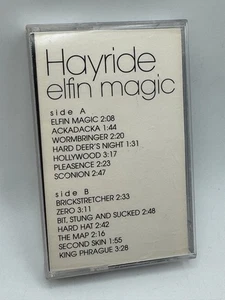 Hayride
elfin magic
side A
ELFIN MAGIC 2:08
ACKADACKA 1:44
WORMBRINGER 2:20
HARD DEER'S NIGHT 1:31
HOLLYWOOD 3:17
PLEASENCE 2:23
SCONION 2:47
side B
BRICKSTRETCHER 2:33
ZERO 3:11
BIT, STUNG AND SUCKED 2:48
HARD HAT 2:42
THE MAP 2:16
SECOND SKIN 1:55
KING PHRAGUE 3:28